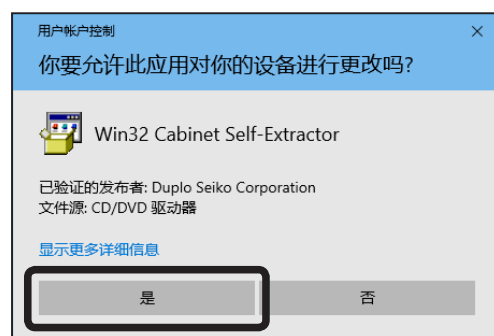 用户帐户控制
你要允许此应用对你的设备进行更改吗?
Win32 Cabinet Self-Extractor
已验证的发布者: Duplo Seiko Corporation
文件源: CD/DVD 驱动器
显示更多详细信息
是
否